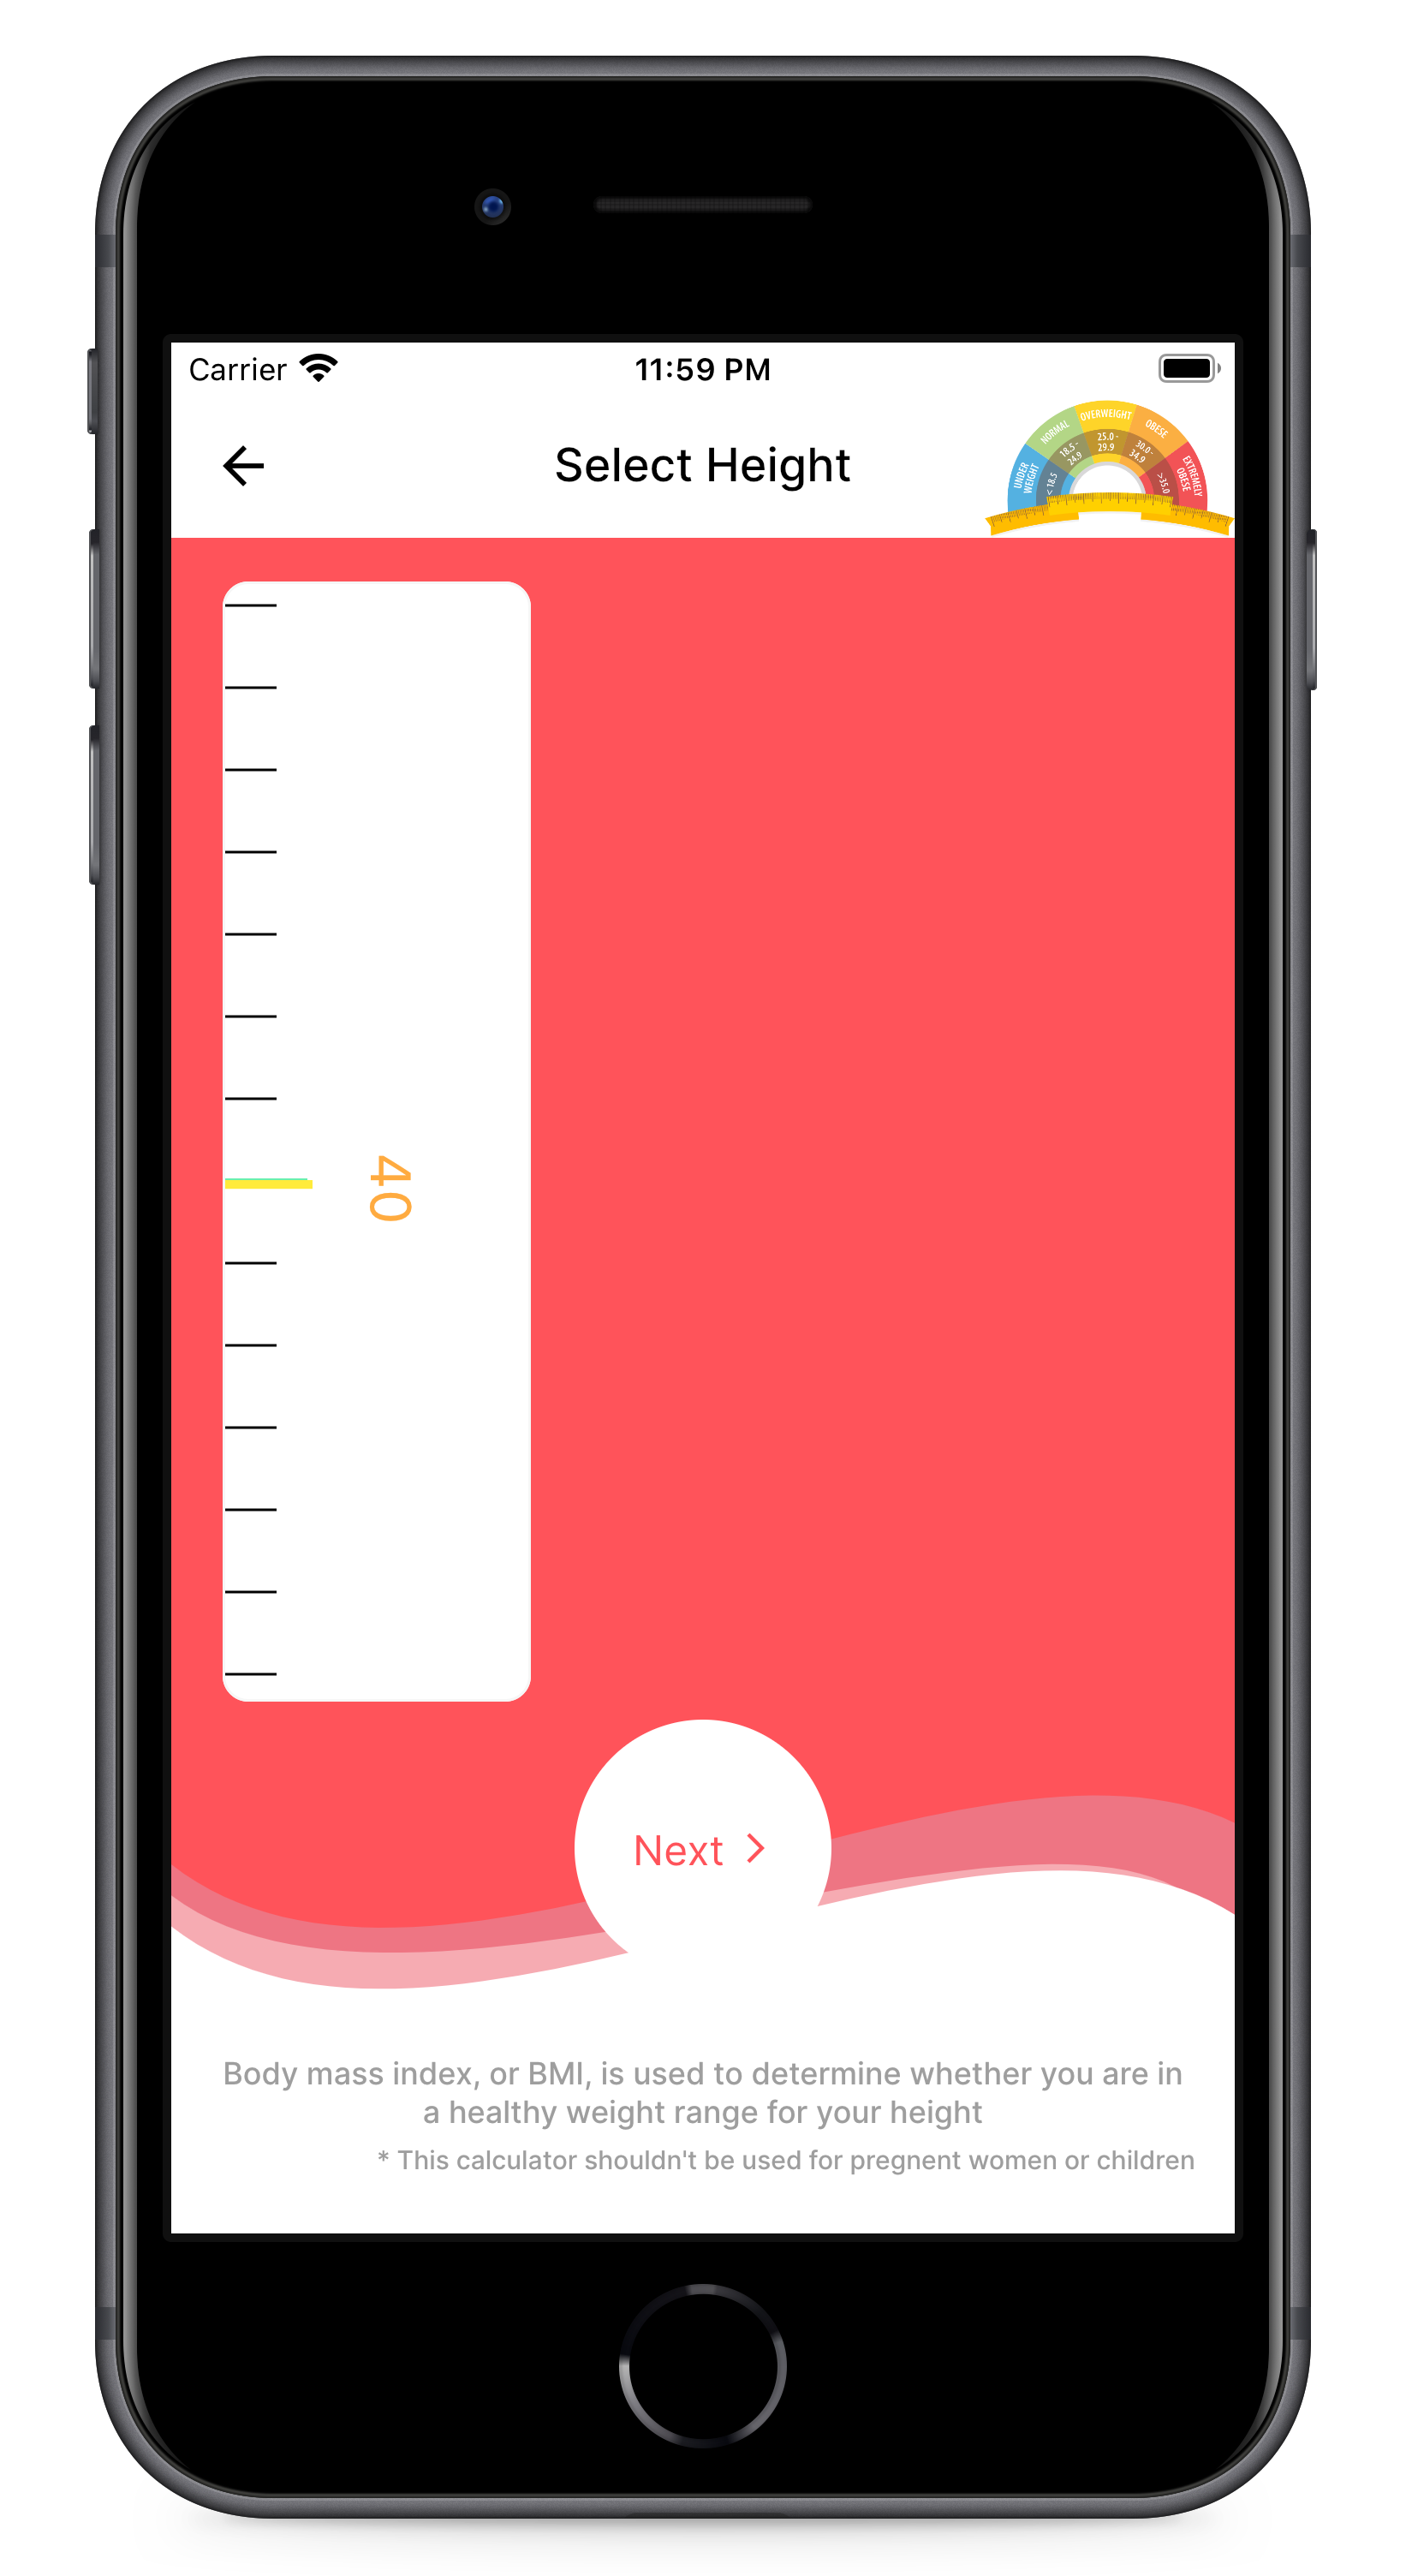 Carrier
11:59 PM
Select Height
UNDER
WEIGHT
< 18.5
NORMAL
18.5 -
24.9
OVERWEIGHT
25.0 -
29.9
OBESE
30.0 -
34.9
EXTREMELY
OBESE
>35.0
40
Next
Body mass index, or BMI, is used to determine whether you are in
a healthy weight range for your height
* This calculator shouldn't be used for pregnent women or children